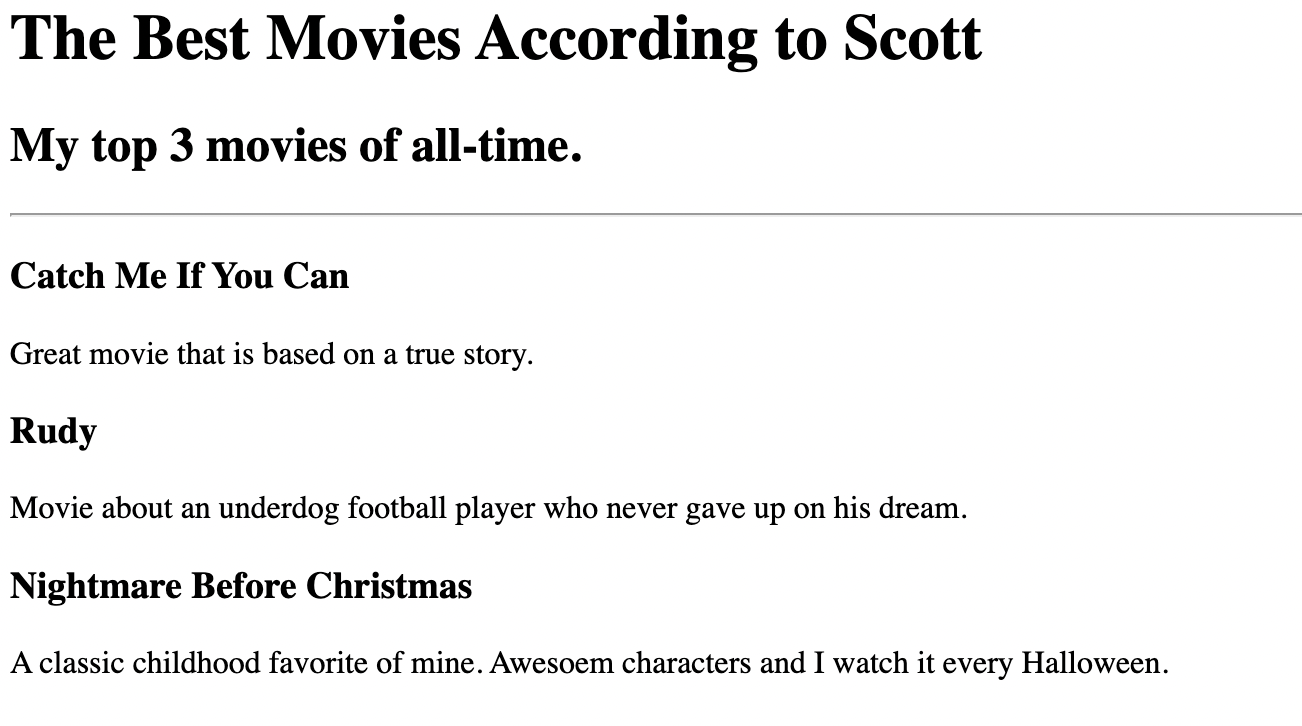 The Best Movies According to Scott
My top 3 movies of all-time.
Catch Me If You Can
Great movie that is based on a true story.
Rudy
Movie about an underdog football player who never gave up on his dream.
Nightmare Before Christmas
A classic childhood favorite of mine. Awesoem characters and I watch it every Halloween.